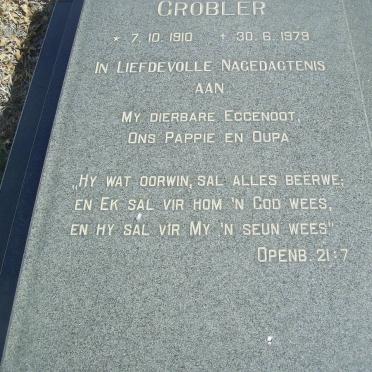 GROBLER
* 7. 10. 1910 † 30. 6. 1979
IN LIEFDEVOLLE NAGEDAGTENIS
AAN
MY DIERBARE EGGENOOT,
ONS PAPPIE EN OUPA
„HY WAT OORWIN, SAL ALLES BEERWE;
EN EK SAL VIR HOM 'N GOD WEES,
EN HY SAL VIR MY 'N SEUN WEES"
OPENB. 21:7